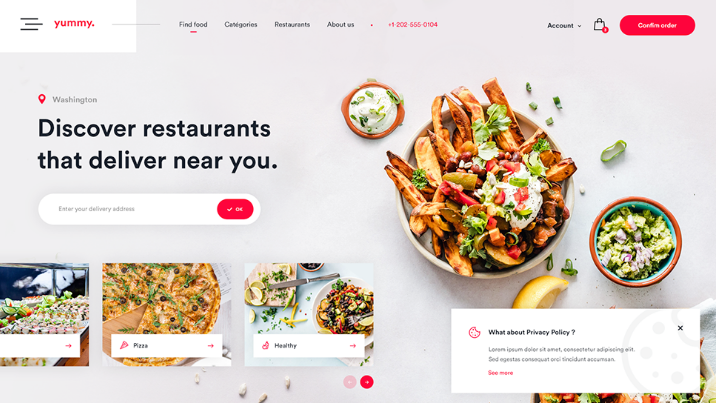 yummy.
Find food
Catégories
Restaurants
About us
+1-202-555-0104
Account
3
Confim order
Washington
Discover restaurants
that deliver near you.
Enter your delivery address
OK
Pizza
Healthy
What about Privacy Policy ?
Lorem ipsum dolor sit amet, consectetur adipiscing elit.
Sed egestas consequat orci tincidunt accumsan.
See more